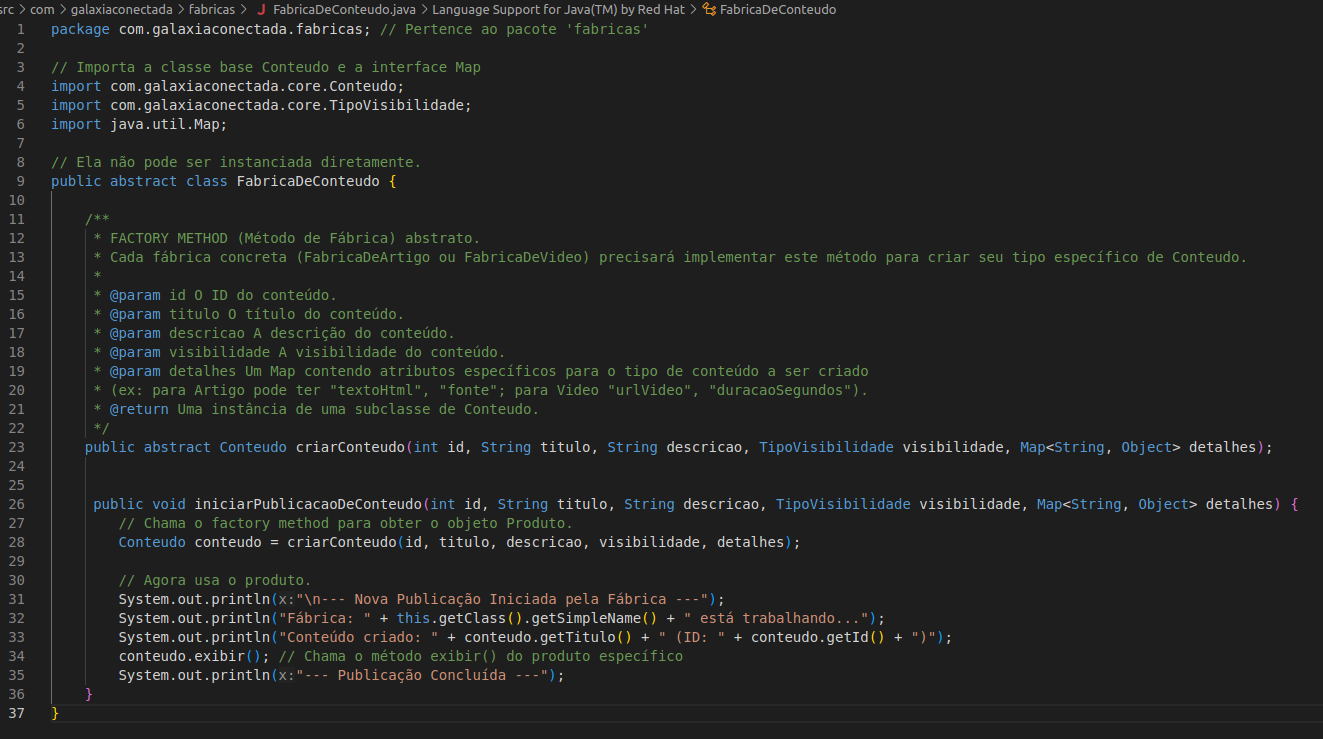 src > com > galaxiaconectada > fabricas > J FabricaDeConteudo.java > Language Support for Java(TM) by Red Hat > FabricaDeConteudo
1 package com.galaxiaconectada.fabricas; // Pertence ao pacote 'fabricas'
2
3 // Importa a classe base Conteudo e a interface Map
4 import com.galaxiaconectada.core.Conteudo;
5 import com.galaxiaconectada.core.TipoVisibilidade;
6 import java.util.Map;
7
8 // Ela não pode ser instanciada diretamente.
9 public abstract class FabricaDeConteudo {
10
11 /**
12 * FACTORY METHOD (Método de Fábrica) abstrato.
13 * Cada fábrica concreta (FabricaDeArtigo ou FabricaDeVideo) precisará implementar este método para criar seu tipo específico de Conteudo.
14 *
15 * @param id O ID do conteúdo.
16 * @param titulo O título do conteúdo.
17 * @param descricao A descrição do conteúdo.
18 * @param visibilidade A visibilidade do conteúdo.
19 * @param detalhes Um Map contendo atributos específicos para o tipo de conteúdo a ser criado
20 * (ex: para Artigo pode ter "textoHtml", "fonte"; para Video "urlVideo", "duracaoSegundos").
21 * @return Uma instância de uma subclasse de Conteudo.
22 */
23 public abstract Conteudo criarConteudo(int id, String titulo, String descricao, TipoVisibilidade visibilidade, Map<String, Object> detalhes);
24
25
26 public void iniciarPublicacaoDeConteudo(int id, String titulo, String descricao, TipoVisibilidade visibilidade, Map<String, Object> detalhes) {
27 // Chama o factory method para obter o objeto Produto.
28 Conteudo conteudo = criarConteudo(id, titulo, descricao, visibilidade, detalhes);
29
30 // Agora usa o produto.
31 System.out.println(x:"\n--- Nova Publicação Iniciada pela Fábrica ---");
32 System.out.println("Fábrica: " + this.getClass().getSimpleName() + " está trabalhando...");
33 System.out.println("Conteúdo criado: " + conteudo.getTitulo() + " (ID: " + conteudo.getId() + ")");
34 conteudo.exibir(); // Chama o método exibir() do produto específico
35 System.out.println(x:"--- Publicação Concluída ---");
36 }
37 }